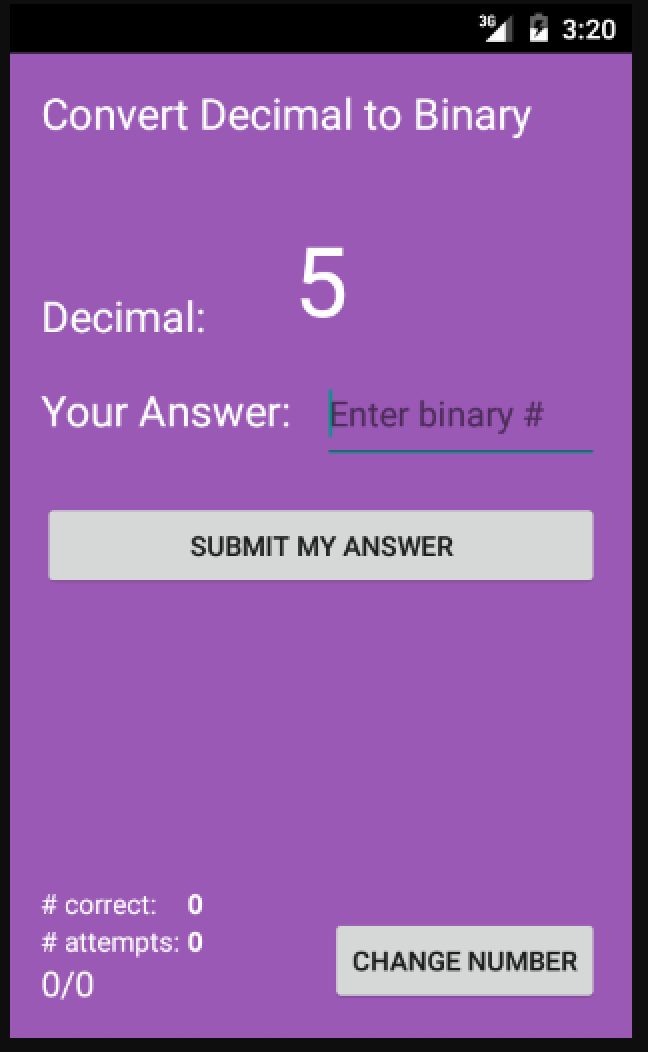 3G 3:20
Convert Decimal to Binary
5
Decimal:
Your Answer: Enter binary #
SUBMIT MY ANSWER
# correct: 0
# attempts: 0
0/0
CHANGE NUMBER